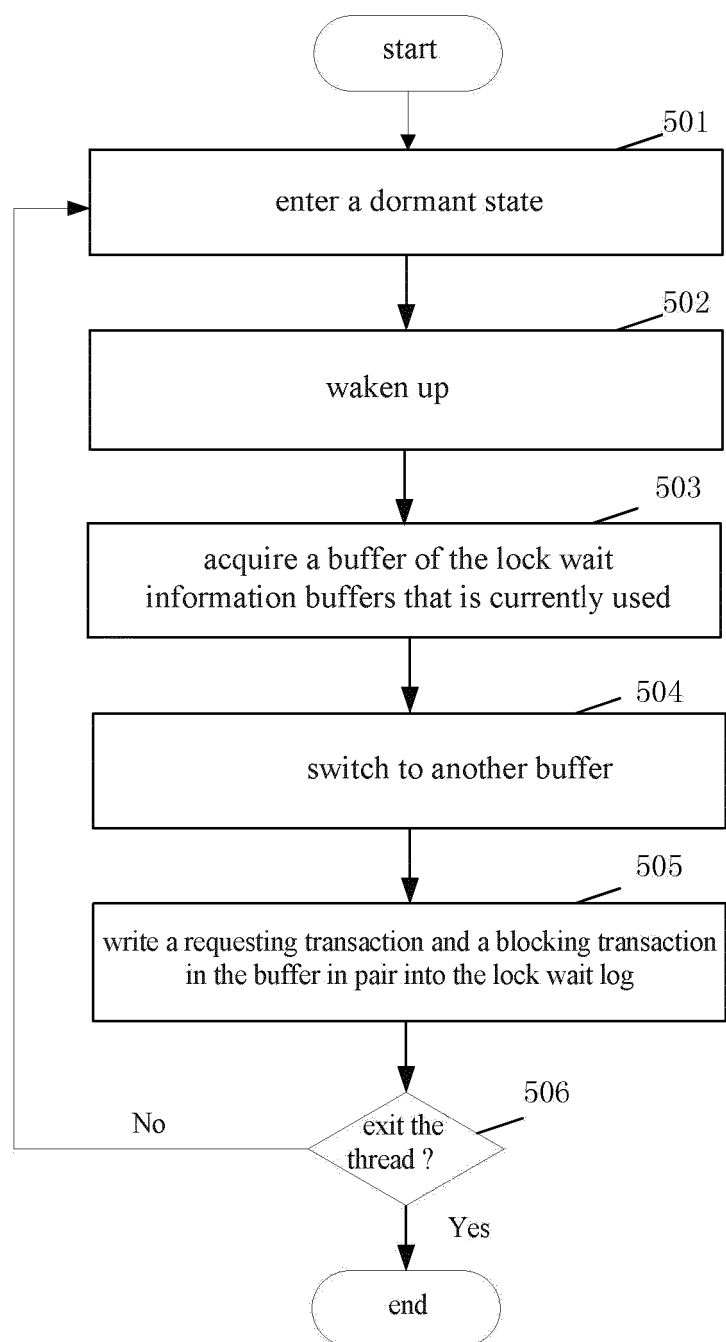 start
501
enter a dormant state
502
waken up
503
acquire a buffer of the lock wait
information buffers that is currently used
504
switch to another buffer
505
write a requesting transaction and a blocking transaction
in the buffer in pair into the lock wait log
506
exit the
thread ?
No
Yes
end